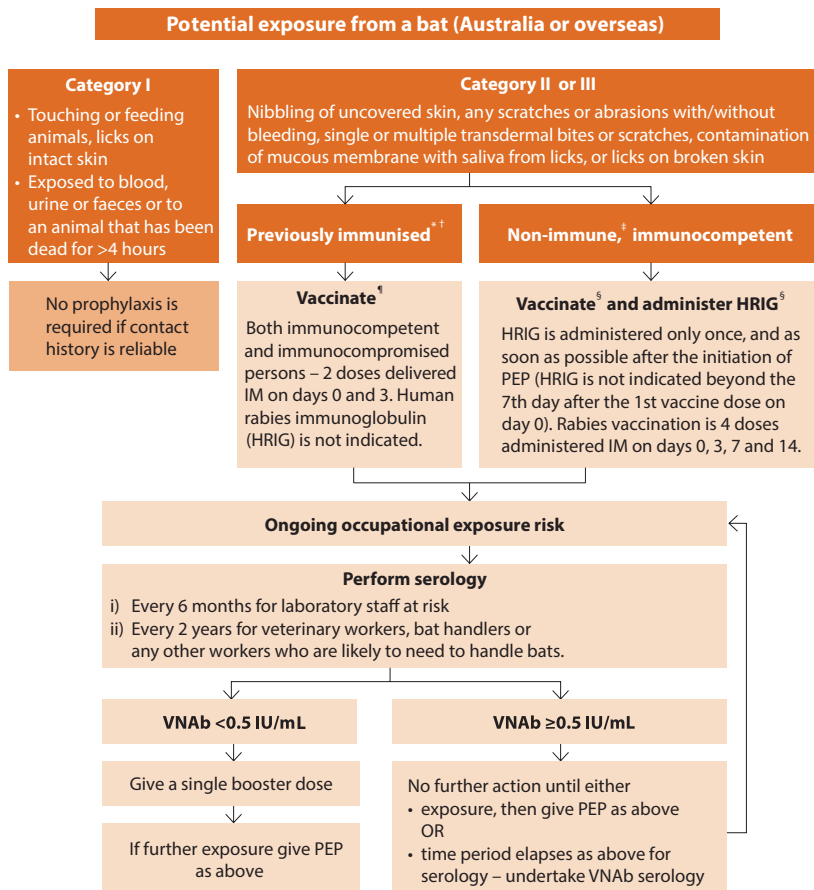 Potential exposure from a bat (Australia or overseas)
Category I
• Touching or feeding
animals, licks on
intact skin
• Exposed to blood,
urine or faeces or to
an animal that has been
dead for >4 hours
No prophylaxis is
required if contact
history is reliable
Category II or III
Nibbling of uncovered skin, any scratches or abrasions with/without
bleeding, single or multiple transdermal bites or scratches, contamination
of mucous membrane with saliva from licks, or licks on broken skin
Previously immunised*†
Vaccinate¶
Both immunocompetent
and immunocompromised
persons – 2 doses delivered
IM on days 0 and 3. Human
rabies immunoglobulin
(HRIG) is not indicated.
Non-immune,‡ immunocompetent
Vaccinate§ and administer HRIG§
HRIG is administered only once, and as
soon as possible after the initiation of
PEP (HRIG is not indicated beyond the
7th day after the 1st vaccine dose on
day 0). Rabies vaccination is 4 doses
administered IM on days 0, 3, 7 and 14.
Ongoing occupational exposure risk
Perform serology
i) Every 6 months for laboratory staff at risk
ii) Every 2 years for veterinary workers, bat handlers or
any other workers who are likely to need to handle bats.
VNAb <0.5 IU/mL
Give a single booster dose
If further exposure give PEP
as above
VNAb ≥0.5 IU/mL
No further action until either
• exposure, then give PEP as above
OR
• time period elapses as above for
serology – undertake VNAb serology